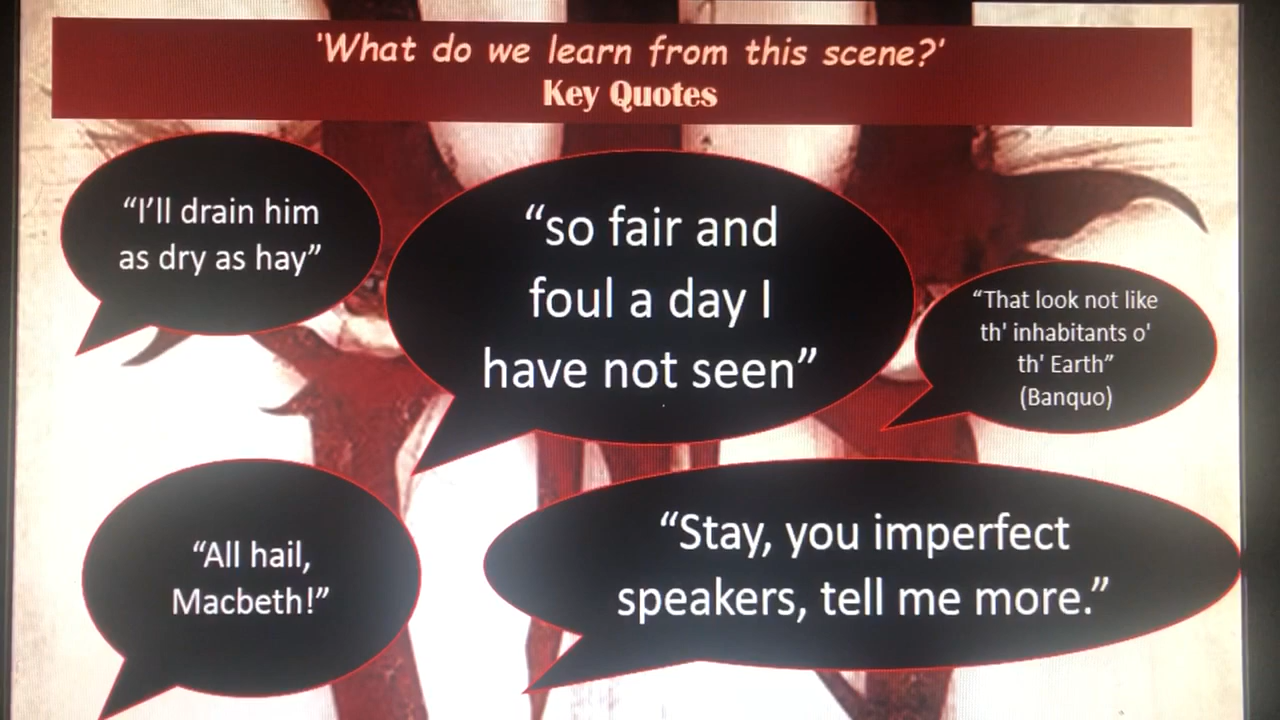 'What do we learn from this scene?'
Key Quotes
“I’ll drain him
as dry as hay”
“so fair and
foul a day I
have not seen”
“That look not like
th' inhabitants o'
th' Earth”
(Banquo)
“All hail,
Macbeth!”
“Stay, you imperfect
speakers, tell me more.”